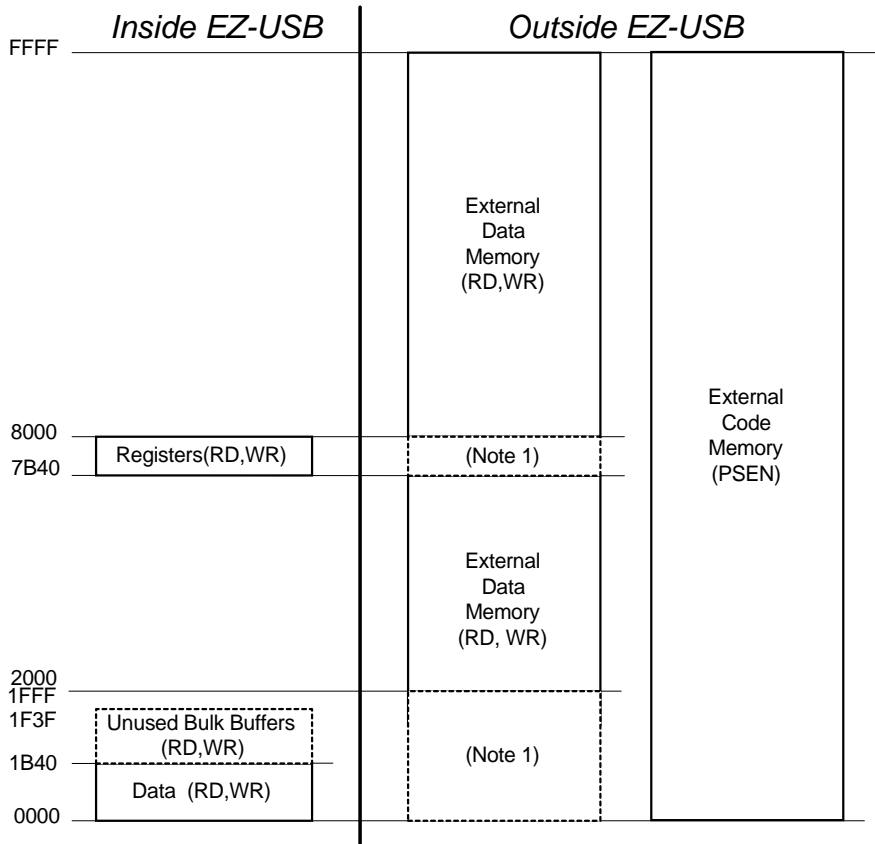 Inside EZ-USB
Outside EZ-USB
FFFF
External
Data
Memory
(RD,WR)
External
Code
Memory
(PSEN)
8000
Registers(RD,WR)
(Note 1)
7B40
External
Data
Memory
(RD, WR)
2000
1FFF
1F3F
Unused Bulk Buffers
(RD,WR)
(Note 1)
1B40
Data (RD,WR)
0000